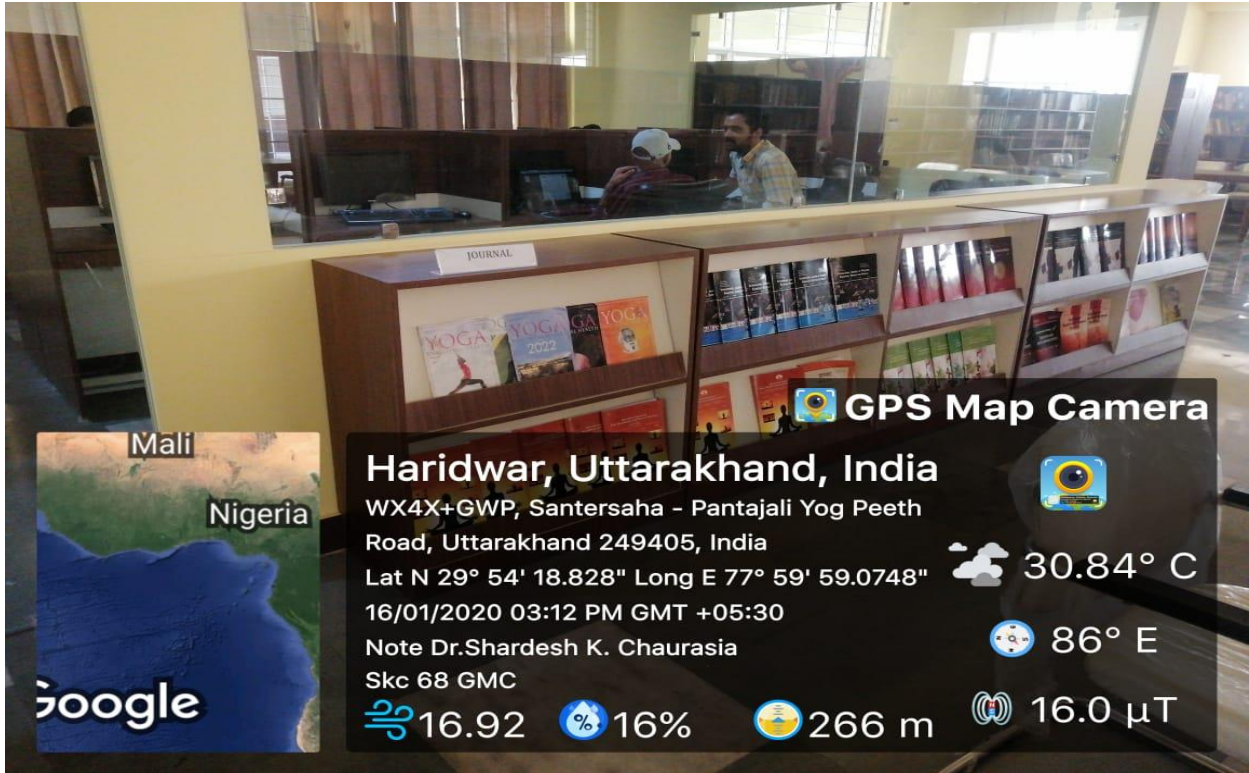 JOURNAL
YOGA
YOGA
2022
GA
YOGA
GPS Map Camera
Mali
Nigeria
Google
Haridwar, Uttarakhand, India
WX4X+GWP, Santersaha - Pantajali Yog Peeth
Road, Uttarakhand 249405, India
Lat N 29° 54' 18.828" Long E 77° 59' 59.0748"
16/01/2020 03:12 PM GMT +05:30
Note Dr.Shardesh K. Chaurasia
Skc 68 GMC
30.84° C
86° E
16.92
%
16%
266 m
16.0 µT